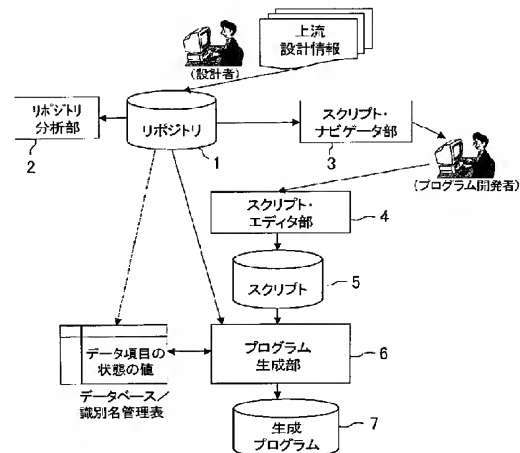 上流
設計情報
(設計者)
リポジトリ
分析部
2
リポジトリ
1
スクリプト・
ナビゲータ部
3
(プログラム開発者)
スクリプト・
エディタ部
4
スクリプト
5
データ項目の
状態の値
データベース／
識別名管理表
プログラム
生成部
6
生成
プログラム
7